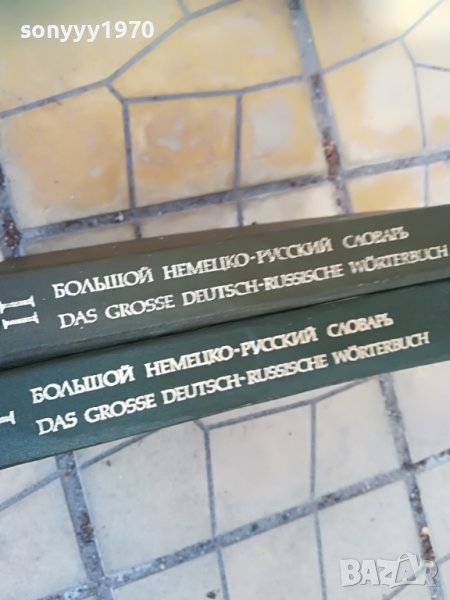 sonyyy1970
II
БОЛЬШОЙ НЕМЕЦКО-РУССКИЙ СЛОВАРЬ
DAS GROSSE DEUTSCH-RUSSISCHE WÖRTERBUCH
I
БОЛЬШОЙ НЕМЕЦКО-РУССКИЙ СЛОВАРЬ
DAS GROSSE DEUTSCH-RUSSISCHE WÖRTERBUCH
BAZAR